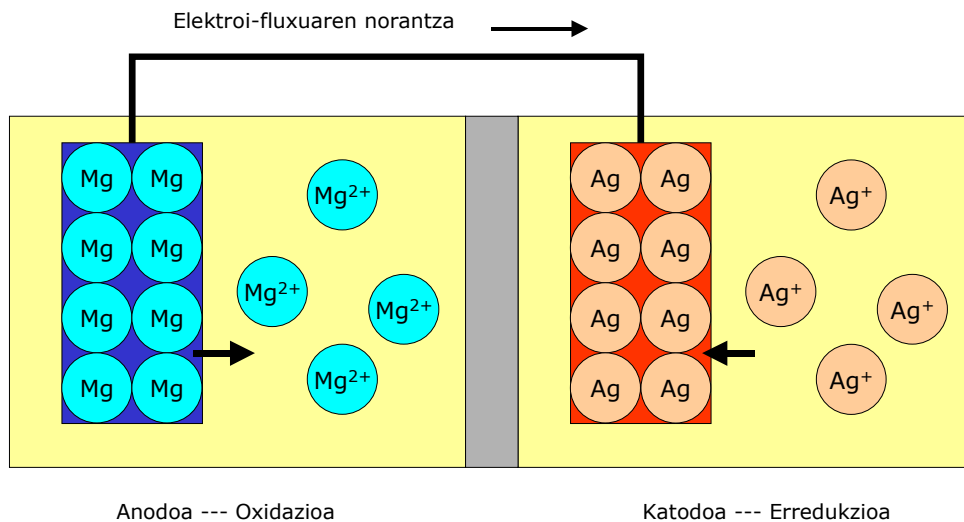 Elektroi-fluxuaren norantza
Mg Mg
Mg Mg
Mg Mg
Mg Mg
Mg²⁺
Mg²⁺
Mg²⁺
Mg²⁺
Ag Ag
Ag Ag
Ag Ag
Ag Ag
Ag⁺
Ag⁺
Ag⁺
Ag⁺
Anodoa --- Oxidazioa
Katodoa --- Erredukzioa